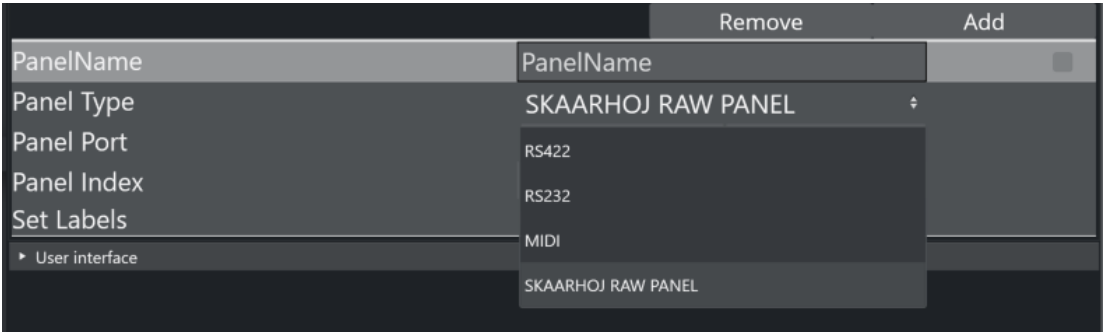 Remove Add
PanelName PanelName
Panel Type SKAARHOJ RAW PANEL
Panel Port
RS422
Panel Index
RS232
Set Labels
MIDI
User interface
SKAARHOJ RAW PANEL